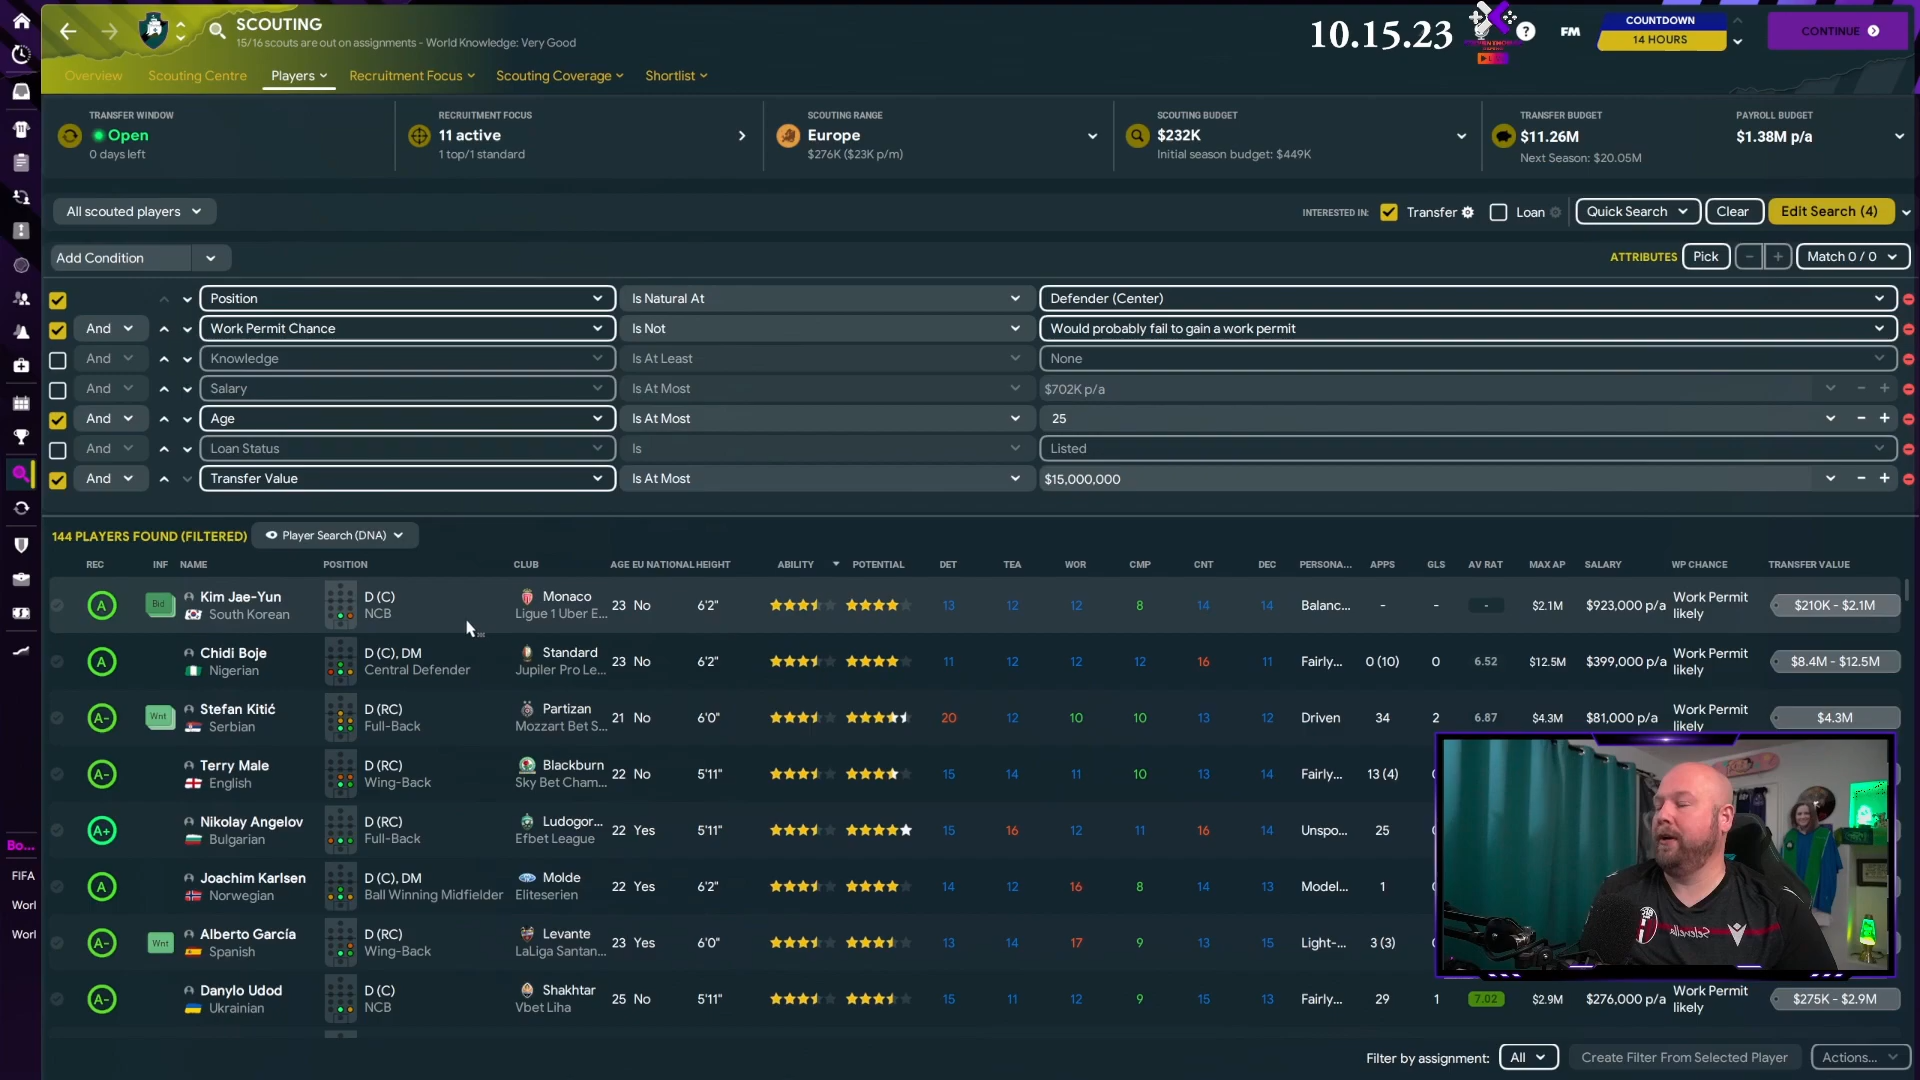 SCOUTING
15/16 scouts are out on assignments - World Knowledge: Very Good
10.15.23
FM
COUNTDOWN
14 HOURS
CONTINUE
Overview
Scouting Centre
Players
Recruitment Focus
Scouting Coverage
Shortlist
TRANSFER WINDOW
Open
0 days left
RECRUITMENT FOCUS
11 active
1 top/1 standard
SCOUTING RANGE
Europe
$276K ($23K p/m)
SCOUTING BUDGET
$232K
Initial season budget: $449K
TRANSFER BUDGET
$11.26M
Next Season: $20.05M
PAYROLL BUDGET
$1.38M p/a
All scouted players
INTERESTED IN: Transfer Loan
Quick Search
Clear
Edit Search (4)
Add Condition
ATTRIBUTES Pick - + Match 0 / 0
Position Is Natural At Defender (Center)
And Work Permit Chance Is Not Would probably fail to gain a work permit
And Knowledge Is At Least None
And Salary Is At Most $702K p/a - +
And Age Is At Most 25 - +
And Loan Status Is Listed
And Transfer Value Is At Most $15,000,000 - +
144 PLAYERS FOUND (FILTERED) Player Search (DNA)
REC INF NAME POSITION CLUB AGE EU NATIONAL HEIGHT ABILITY POTENTIAL DET TEA WOR CMP CNT DEC PERSONA... APPS GLS AV RAT MAX AP SALARY WP CHANCE TRANSFER VALUE
A Bid Kim Jae-Yun D (C) Monaco 23 No 6'2" 13 12 12 8 14 14 Balanc... - - - $2.1M $923,000 p/a Work Permit likely $210K - $2.1M
South Korean NCB Ligue 1 Uber E...
A Chidi Boje D (C), DM Standard 23 No 6'2" 11 12 12 12 16 11 Fairly... 0 (10) 0 6.52 $12.5M $399,000 p/a Work Permit likely $8.4M - $12.5M
Nigerian Central Defender Jupiler Pro Le...
A- Wnt Stefan Kitić D (RC) Partizan 21 No 6'0" 20 12 10 10 13 12 Driven 34 2 6.87 $4.3M $81,000 p/a Work Permit likely $4.3M
Serbian Full-Back Mozzart Bet S...
A- Terry Male D (RC) Blackburn 22 No 5'11" 15 14 11 10 13 14 Fairly... 13 (4)
English Wing-Back Sky Bet Cham...
A+ Nikolay Angelov D (RC) Ludogor... 22 Yes 5'11" 15 16 12 11 16 14 Unspo... 25
Bulgarian Full-Back Efbet League
A Joachim Karlsen D (C), DM Molde 22 Yes 6'2" 14 12 16 8 14 13 Model... 1
Norwegian Ball Winning Midfielder Eliteserien
A- Wnt Alberto García D (RC) Levante 23 Yes 6'0" 13 14 17 9 13 15 Light-... 3 (3)
Spanish Wing-Back LaLiga Santan...
A- Danylo Udod D (C) Shakhtar 25 No 5'11" 15 11 12 9 15 13 Fairly... 29 1 7.02 $2.9M $276,000 p/a Work Permit likely $275K - $2.9M
Ukrainian NCB Vbet Liha
Bo...
FIFA
Worl
Worl
Filter by assignment: All Create Filter From Selected Player Actions...